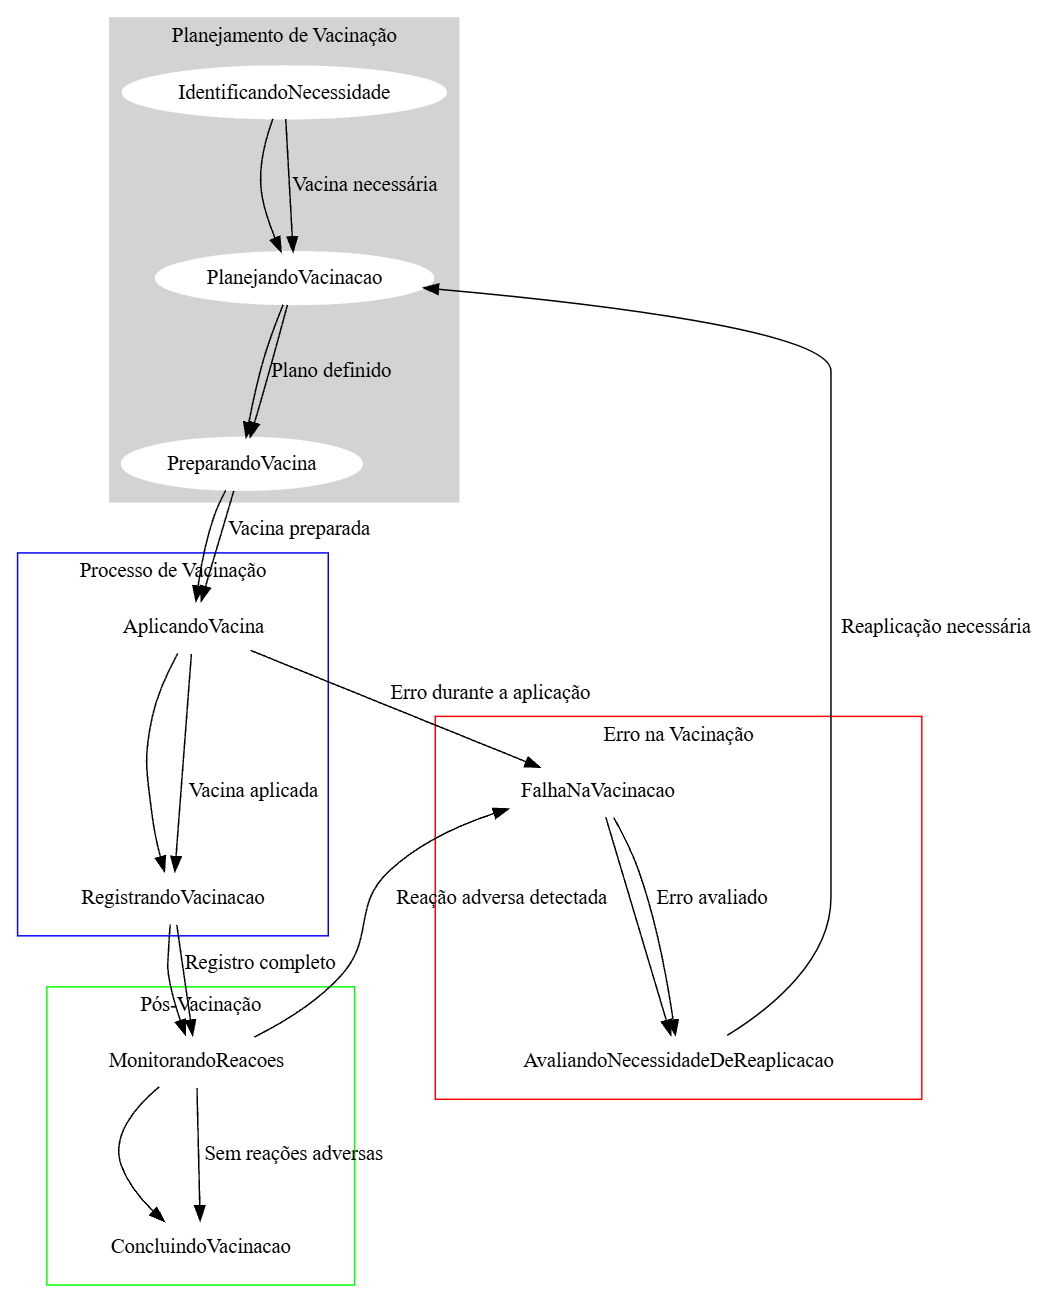 Planejamento de Vacinação
IdentificandoNecessidade
Vacina necessária
PlanejandoVacinacao
Plano definido
PreparandoVacina
Vacina preparada
Processo de Vacinação
AplicandoVacina
Reaplicação necessária
Erro durante a aplicação
Erro na Vacinação
FalhaNaVacinacao
Vacina aplicada
RegistrandoVacinacao
Reação adversa detectada
Erro avaliado
Registro completo
Pós-Vacinação
MonitorandoReacoes
AvaliandoNecessidadeDeReaplicacao
Sem reações adversas
ConcluindoVacinacao